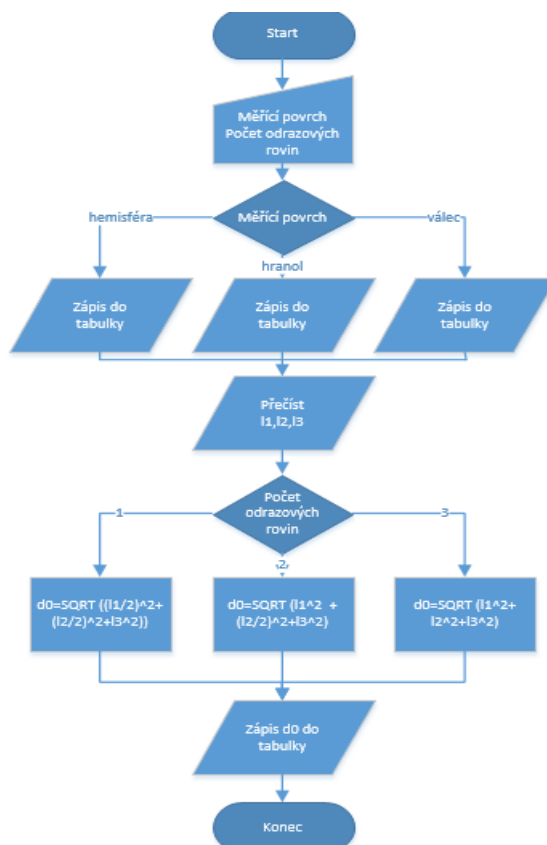 Start
Měřící povrch
Počet odrazových
rovin
Měřící povrch
hemisféra
hranol
válec
Zápis do
tabulky
Zápis do
tabulky
Zápis do
tabulky
Přečíst
l1,l2,l3
Počet
odrazových
rovin
1
2
3
d0=SQRT ((l1/2)^2+
(l2/2)^2+l3^2))
d0=SQRT (l1^2 +
(l2/2)^2+l3^2)
d0=SQRT (l1^2+
l2^2+l3^2)
Zápis d0 do
tabulky
Konec